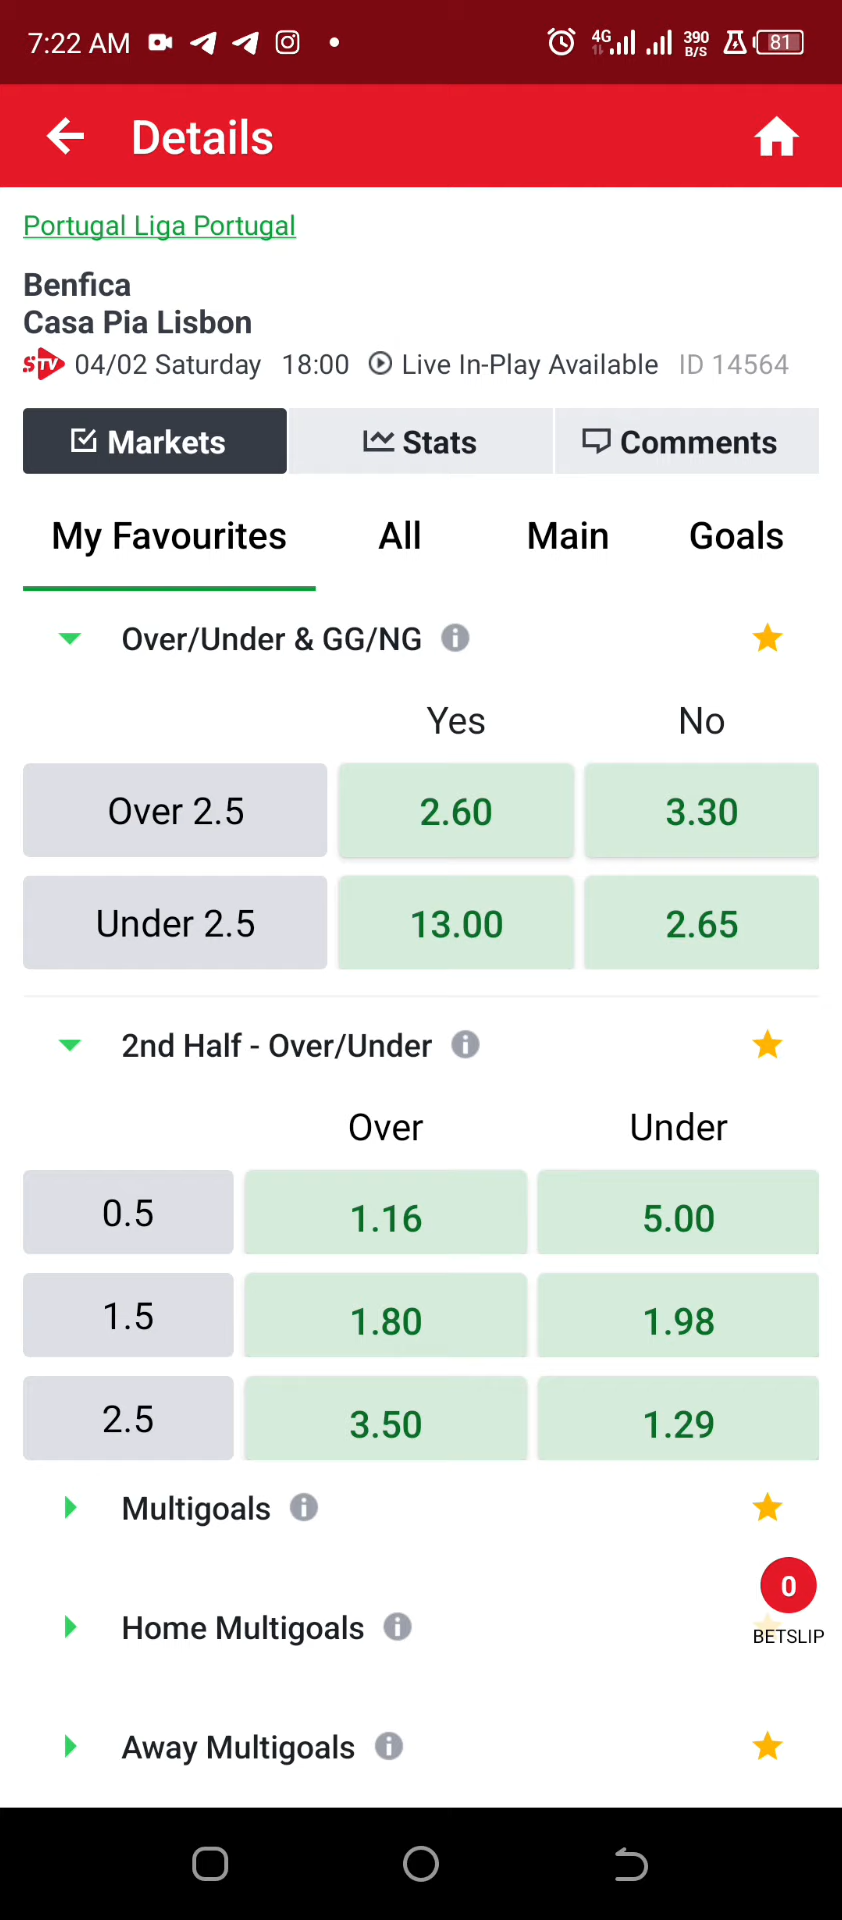 7:22 AM 4G 390 B/S 81
Details
Portugal Liga Portugal
Benfica
Casa Pia Lisbon
STV 04/02 Saturday 18:00 Live In-Play Available ID 14564
Markets Stats Comments
My Favourites All Main Goals
Over/Under & GG/NG
Yes No
Over 2.5 2.60 3.30
Under 2.5 13.00 2.65
2nd Half - Over/Under
Over Under
0.5 1.16 5.00
1.5 1.80 1.98
2.5 3.50 1.29
Multigoals
0
Home Multigoals
BETSLIP
Away Multigoals